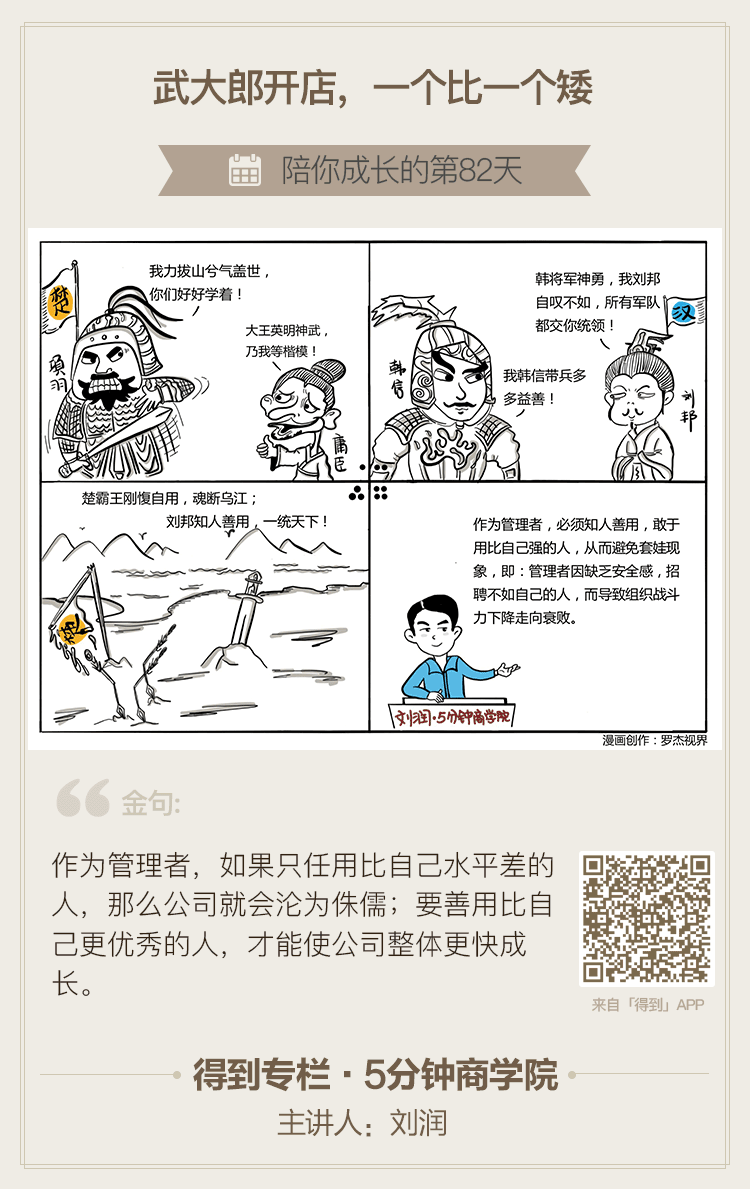 武大郎开店，一个比一个矮
陪你成长的第82天
我力拔山兮气盖世，
你们好好学着！
楚
项羽
大王英明神武，
乃我等楷模！
庸臣
韩将军神勇，我刘邦
自叹不如，所有军队
都交你统领！
汉
韩信
我韩信带兵多
多益善！
刘邦
楚霸王刚愎自用，魂断乌江；
刘邦知人善用，一统天下！
楚
作为管理者，必须知人善用，敢于
用比自己强的人，从而避免套娃现
象，即：管理者因缺乏安全感，招
聘不如自己的人，而导致组织战斗
力下降走向衰败。
刘润·5分钟商学院
漫画创作：罗杰视界
金句:
作为管理者，如果只任用比自己水平差的
人，那么公司就会沦为侏儒；要善用比自
己更优秀的人，才能使公司整体更快成
长。
来自「得到」APP
得到专栏·5分钟商学院
主讲人：刘润